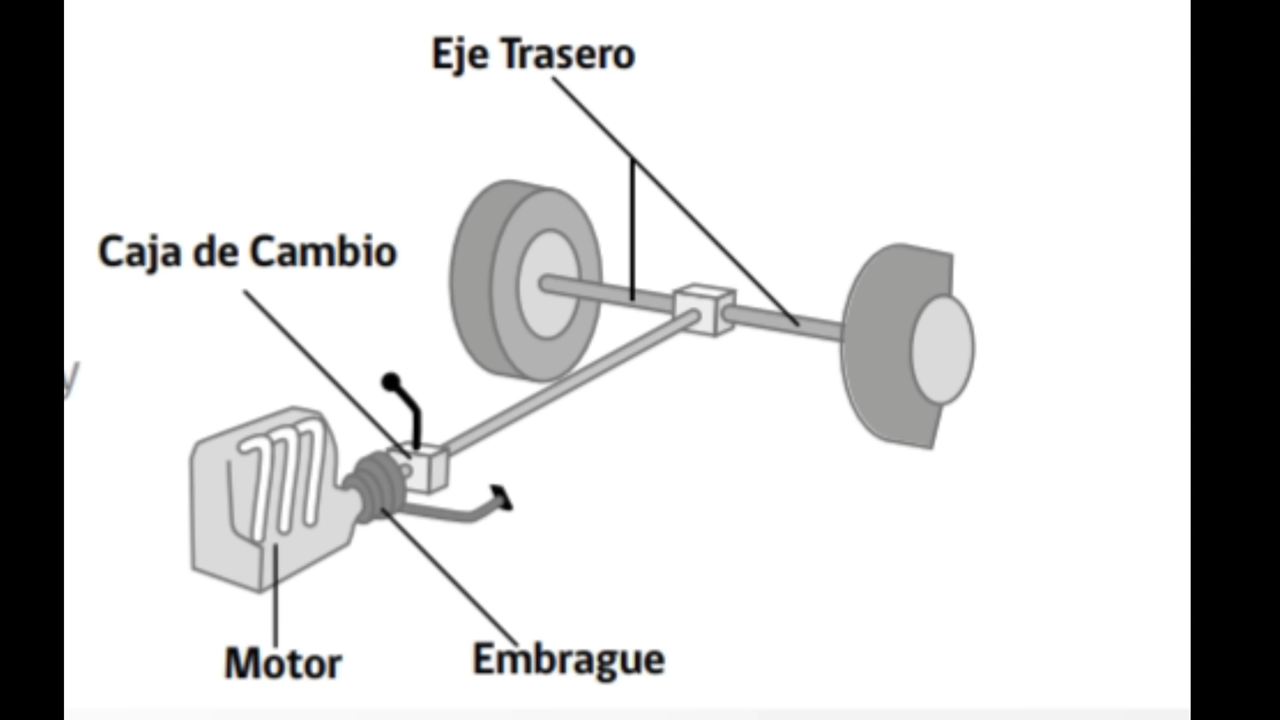 Eje Trasero
Caja de Cambio
y
Motor
Embrague